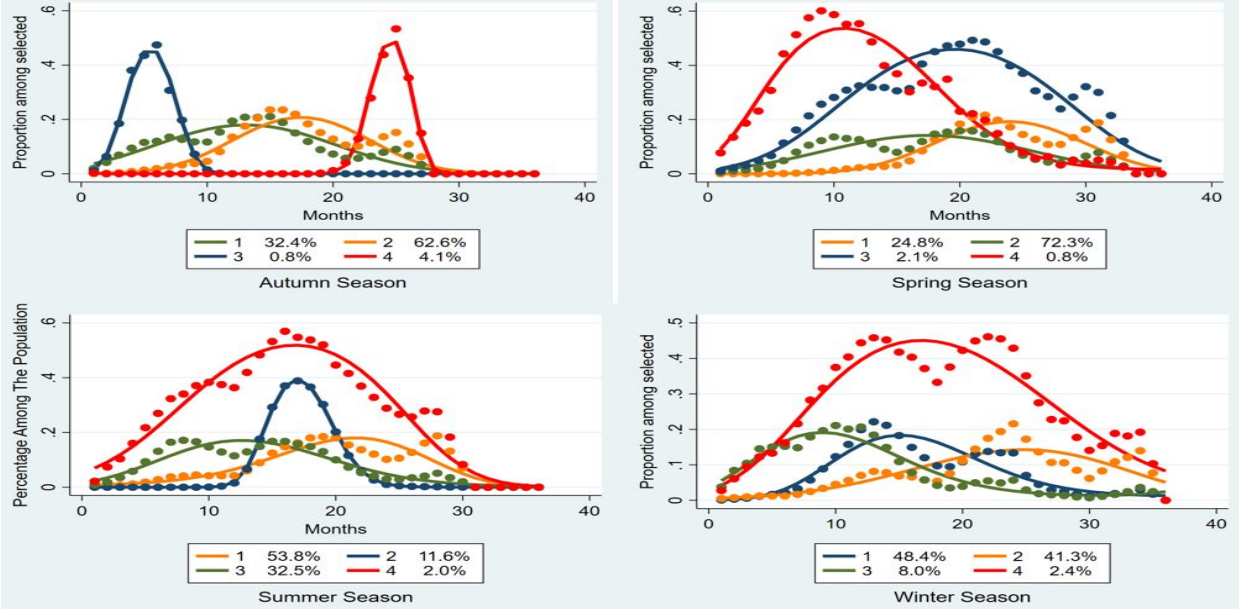 Proportion among selected
.6
.4
.2
0
0 10 20 30 40
Months
1 32.4% 2 62.6%
3 0.8% 4 4.1%
Autumn Season
Proportion among selected
.6
.4
.2
0
0 10 20 30 40
Months
1 24.8% 2 72.3%
3 2.1% 4 0.8%
Spring Season
Percentage Among The Population
.6
.4
.2
0
0 10 20 30 40
Months
1 53.8% 2 11.6%
3 32.5% 4 2.0%
Summer Season
Proportion among selected
.5
.4
.3
.2
.1
0
0 10 20 30 40
1 48.4% 2 41.3%
3 8.0% 4 2.4%
Winter Season